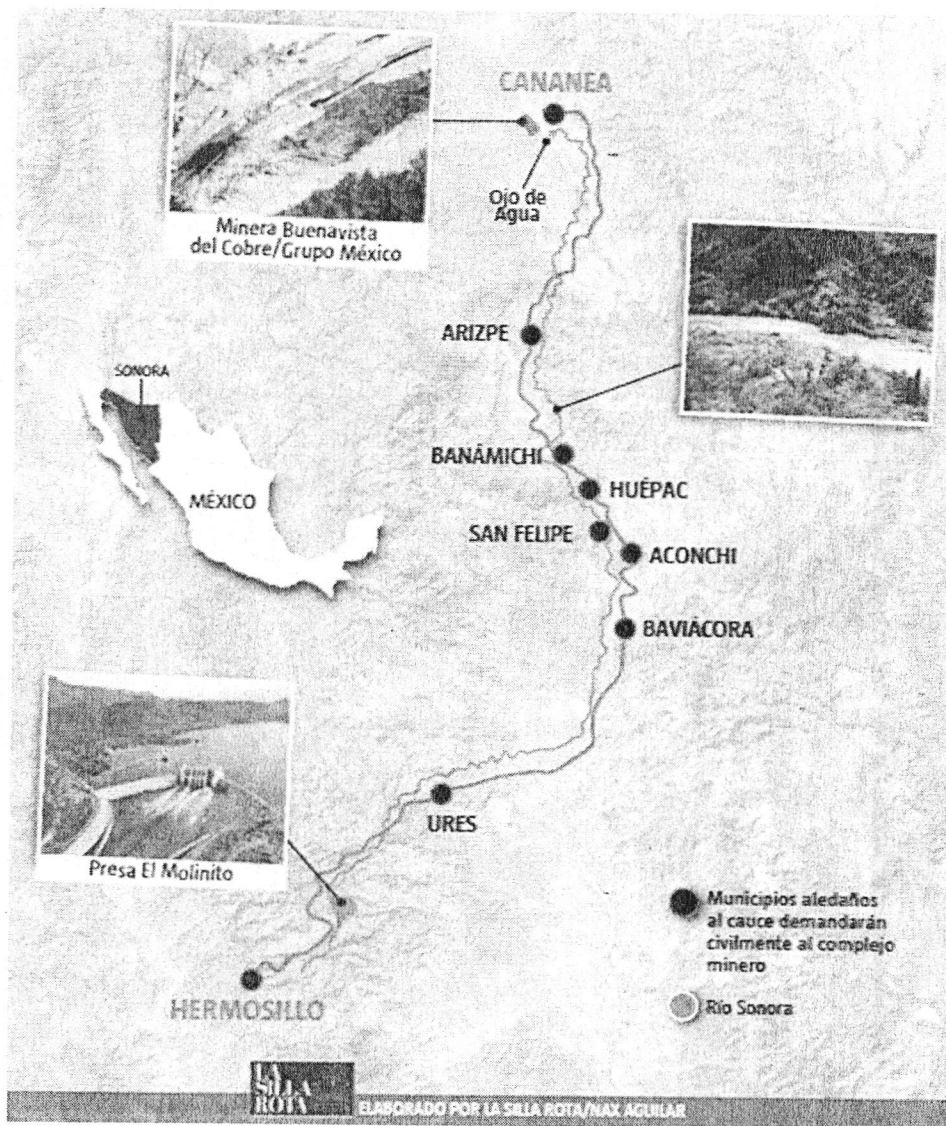 CANANEA
Ojo de
Agua
Minera Buenavista
del Cobre/Grupo México
ARIZPE
SONORA
MÉXICO
BANÁMICHI
HUÉPAC
SAN FELIPE
ACONCHI
BAVIÁCORA
URES
Presa El Molinito
HERMOSILLO
Municipios aledaños
al cauce demandarán
civilmente al complejo
minero
Río Sonora
LA
SILLA
ROTA
ELABORADO POR LA SILLA ROTA/NAX AGUILAR